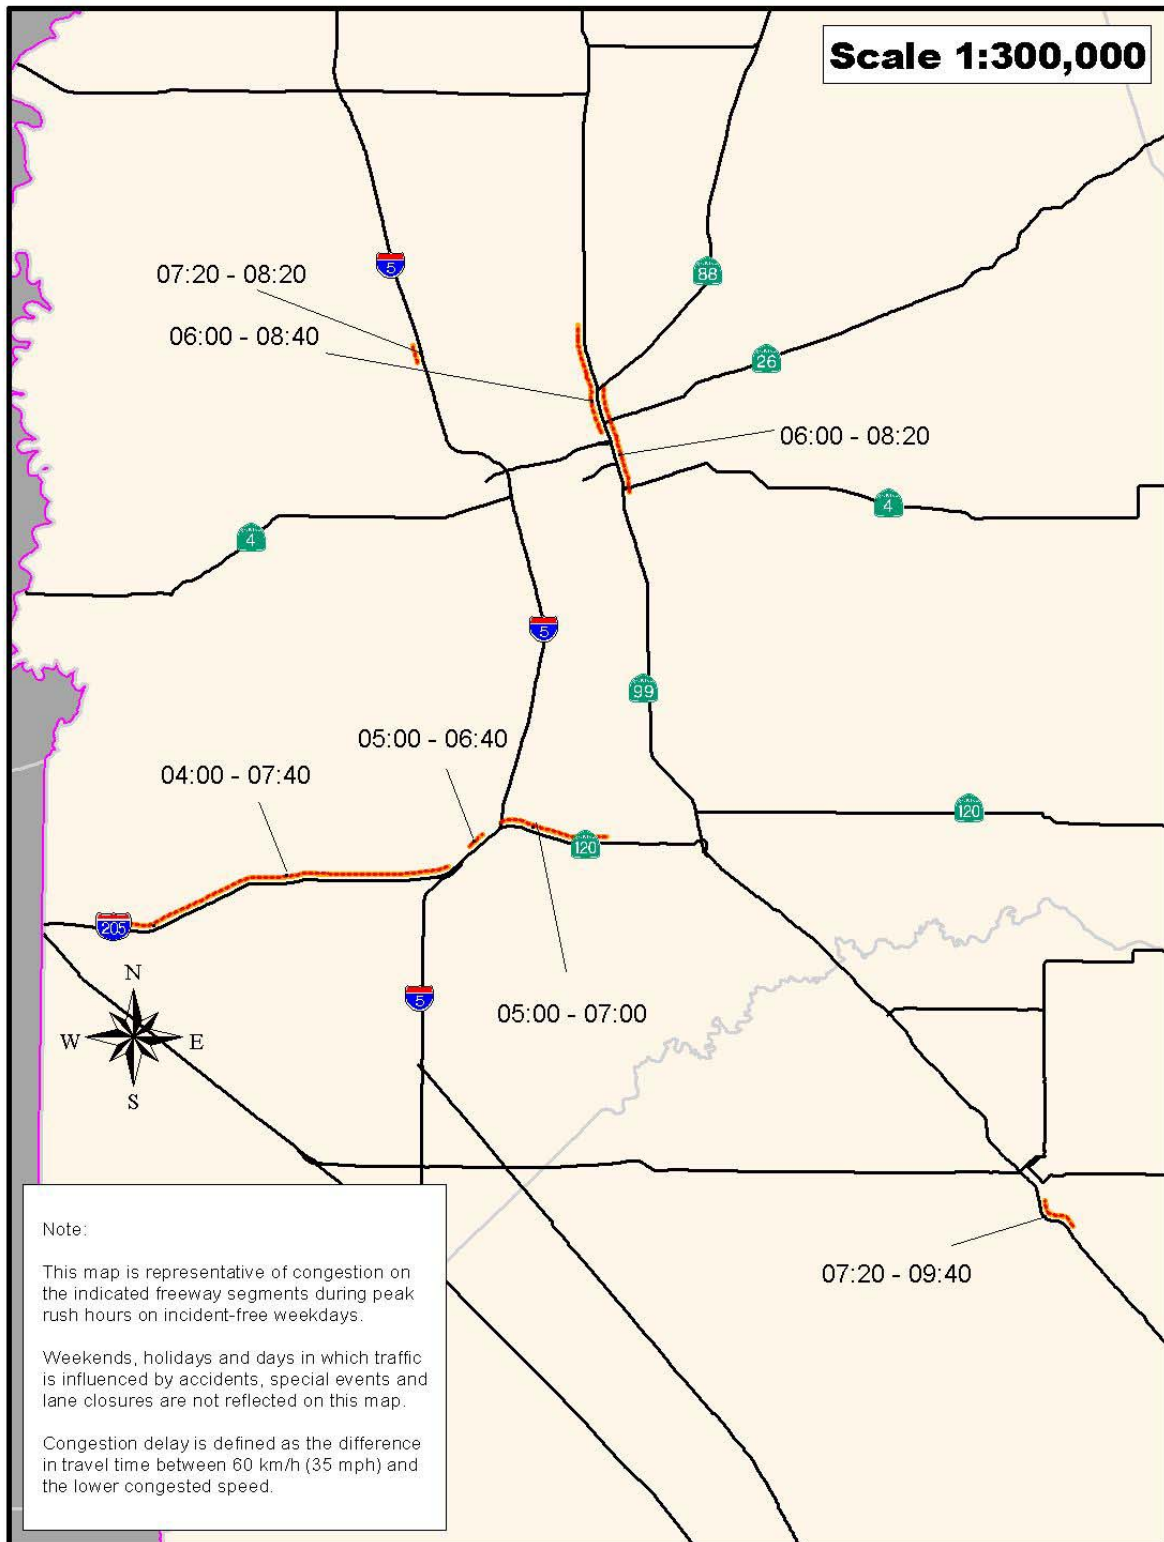 Scale 1:300,000
5
88
07:20 - 08:20
06:00 - 08:40
26
06:00 - 08:20
4
4
5
99
05:00 - 06:40
04:00 - 07:40
120
120
205
N
W
E
S
5
05:00 - 07:00
07:20 - 09:40
Note:
This map is representative of congestion on
the indicated freeway segments during peak
rush hours on incident-free weekdays.
Weekends, holidays and days in which traffic
is influenced by accidents, special events and
lane closures are not reflected on this map.
Congestion delay is defined as the difference
in travel time between 60 km/h (35 mph) and
the lower congested speed.